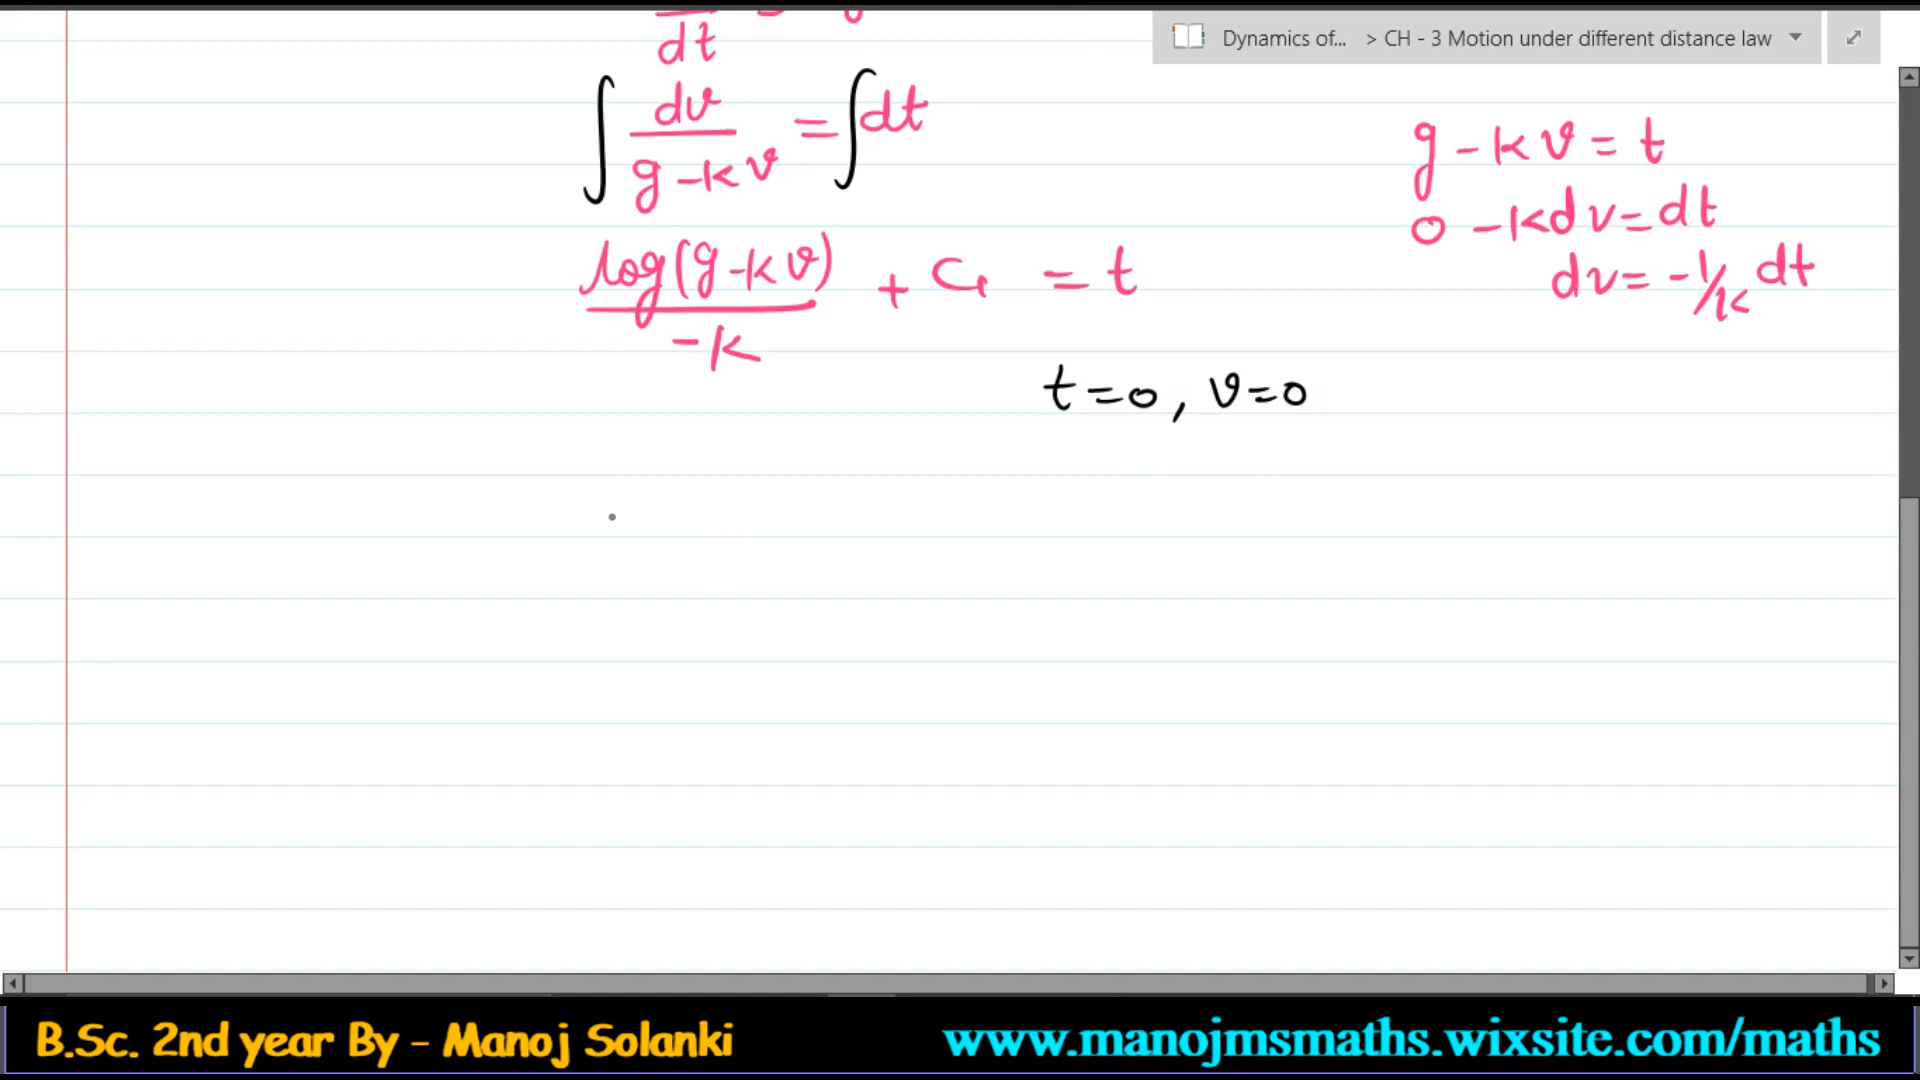 Dynamics of... > CH - 3 Motion under different distance law
dt
∫ dv/(g-kv) = ∫dt
log(g-kv)/-k + C₁ = t
t=0, v=0
g-kv=t
0-kdv=dt
dv=-1/k dt
B.Sc. 2nd year By - Manoj Solanki
www.manojmsmaths.wixsite.com/maths